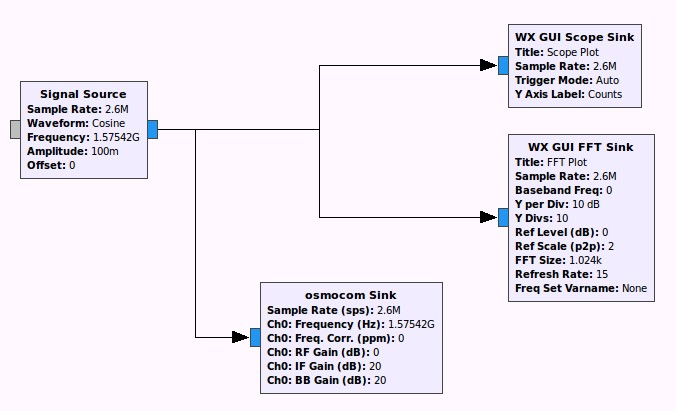 Signal Source
Sample Rate: 2.6M
Waveform: Cosine
Frequency: 1.57542G
Amplitude: 100m
Offset: 0
WX GUI Scope Sink
Title: Scope Plot
Sample Rate: 2.6M
Trigger Mode: Auto
Y Axis Label: Counts
WX GUI FFT Sink
Title: FFT Plot
Sample Rate: 2.6M
Baseband Freq: 0
Y per Div: 10 dB
Y Divs: 10
Ref Level (dB): 0
Ref Scale (p2p): 2
FFT Size: 1.024k
Refresh Rate: 15
Freq Set Varname: None
osmocom Sink
Sample Rate (sps): 2.6M
Ch0: Frequency (Hz): 1.57542G
Ch0: Freq. Corr. (ppm): 0
Ch0: RF Gain (dB): 0
Ch0: IF Gain (dB): 20
Ch0: BB Gain (dB): 20